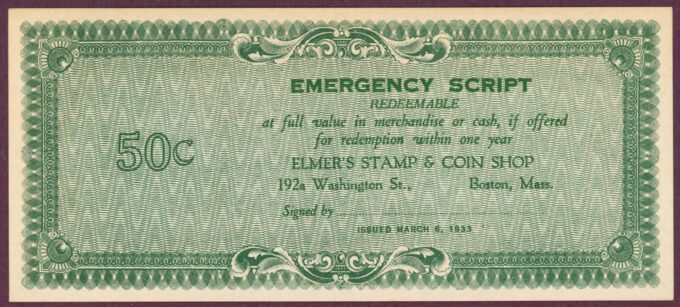 EMERGENCY SCRIPT
REDEEMABLE
at full value in merchandise or cash, if offered
for redemption within one year
50c
ELMER'S STAMP & COIN SHOP
192a Washington St., Boston, Mass.
Signed by
ISSUED MARCH 6, 1933